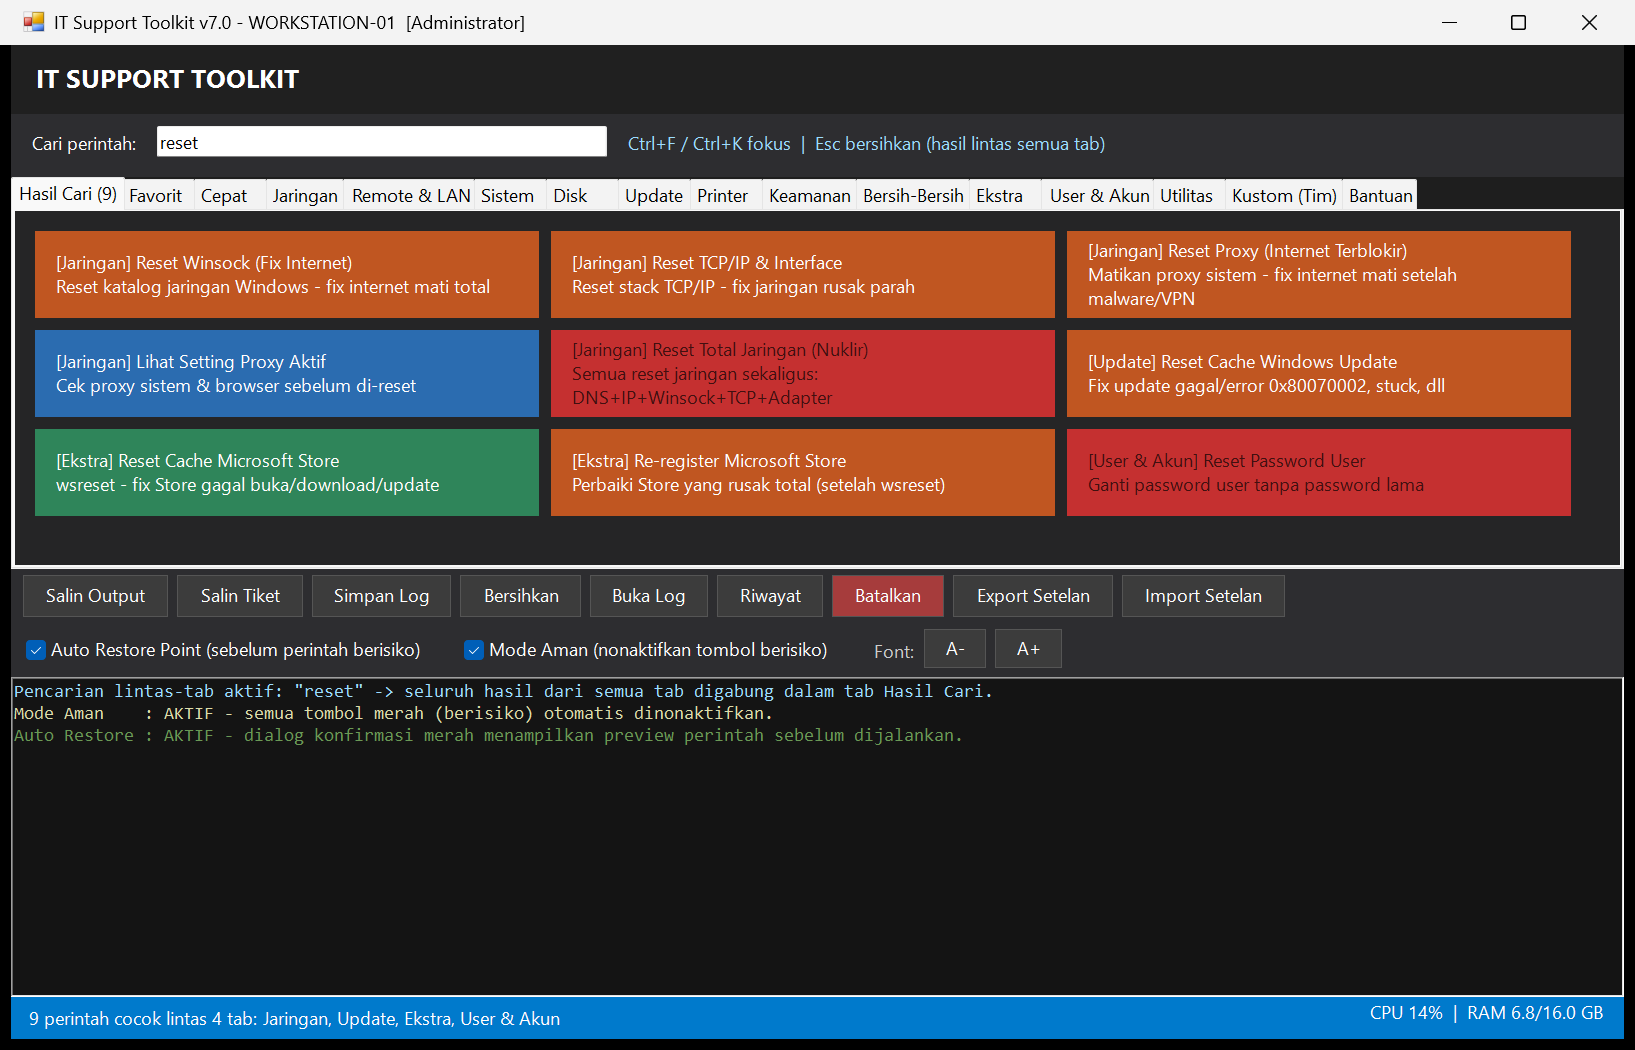 IT Support Toolkit v7.0 - WORKSTATION-01 [Administrator]
IT SUPPORT TOOLKIT
Cari perintah: reset Ctrl+F / Ctrl+K fokus | Esc bersihkan (hasil lintas semua tab)
Hasil Cari (9) Favorit Cepat Jaringan Remote & LAN Sistem Disk Update Printer Keamanan Bersih-Bersih Ekstra User & Akun Utilitas Kustom (Tim) Bantuan
[Jaringan] Reset Winsock (Fix Internet)
Reset katalog jaringan Windows - fix internet mati total
[Jaringan] Reset TCP/IP & Interface
Reset stack TCP/IP - fix jaringan rusak parah
[Jaringan] Reset Proxy (Internet Terblokir)
Matikan proxy sistem - fix internet mati setelah
malware/VPN
[Jaringan] Lihat Setting Proxy Aktif
Cek proxy sistem & browser sebelum di-reset
[Jaringan] Reset Total Jaringan (Nuklir)
Semua reset jaringan sekaligus:
DNS+IP+Winsock+TCP+Adapter
[Update] Reset Cache Windows Update
Fix update gagal/error 0x80070002, stuck, dll
[Ekstra] Reset Cache Microsoft Store
wsreset - fix Store gagal buka/download/update
[Ekstra] Re-register Microsoft Store
Perbaiki Store yang rusak total (setelah wsreset)
[User & Akun] Reset Password User
Ganti password user tanpa password lama
Salin Output Salin Tiket Simpan Log Bersihkan Buka Log Riwayat Batalkan Export Setelan Import Setelan
Auto Restore Point (sebelum perintah berisiko) Mode Aman (nonaktifkan tombol berisiko) Font: A- A+
Pencarian lintas-tab aktif: "reset" -> seluruh hasil dari semua tab digabung dalam tab Hasil Cari.
Mode Aman    : AKTIF - semua tombol merah (berisiko) otomatis dinonaktifkan.
Auto Restore : AKTIF - dialog konfirmasi merah menampilkan preview perintah sebelum dijalankan.
9 perintah cocok lintas 4 tab: Jaringan, Update, Ekstra, User & Akun
CPU 14% | RAM 6.8/16.0 GB